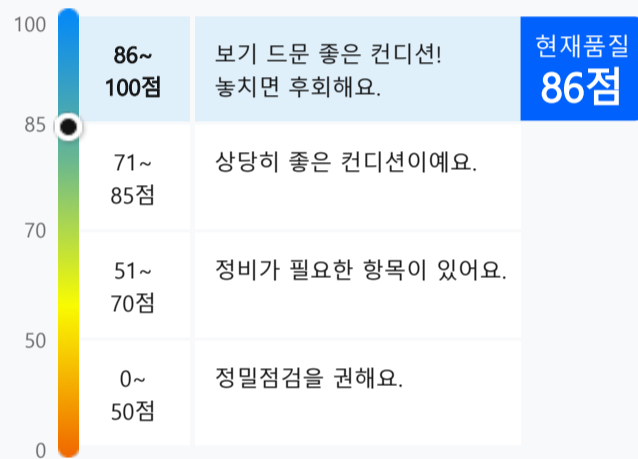 100
85
70
50
0
86~
100점
보기 드문 좋은 컨디션!
놓치면 후회해요.
현재품질
86점
71~
85점
상당히 좋은 컨디션이예요.
51~
70점
정비가 필요한 항목이 있어요.
0~
50점
정밀점검을 권해요.